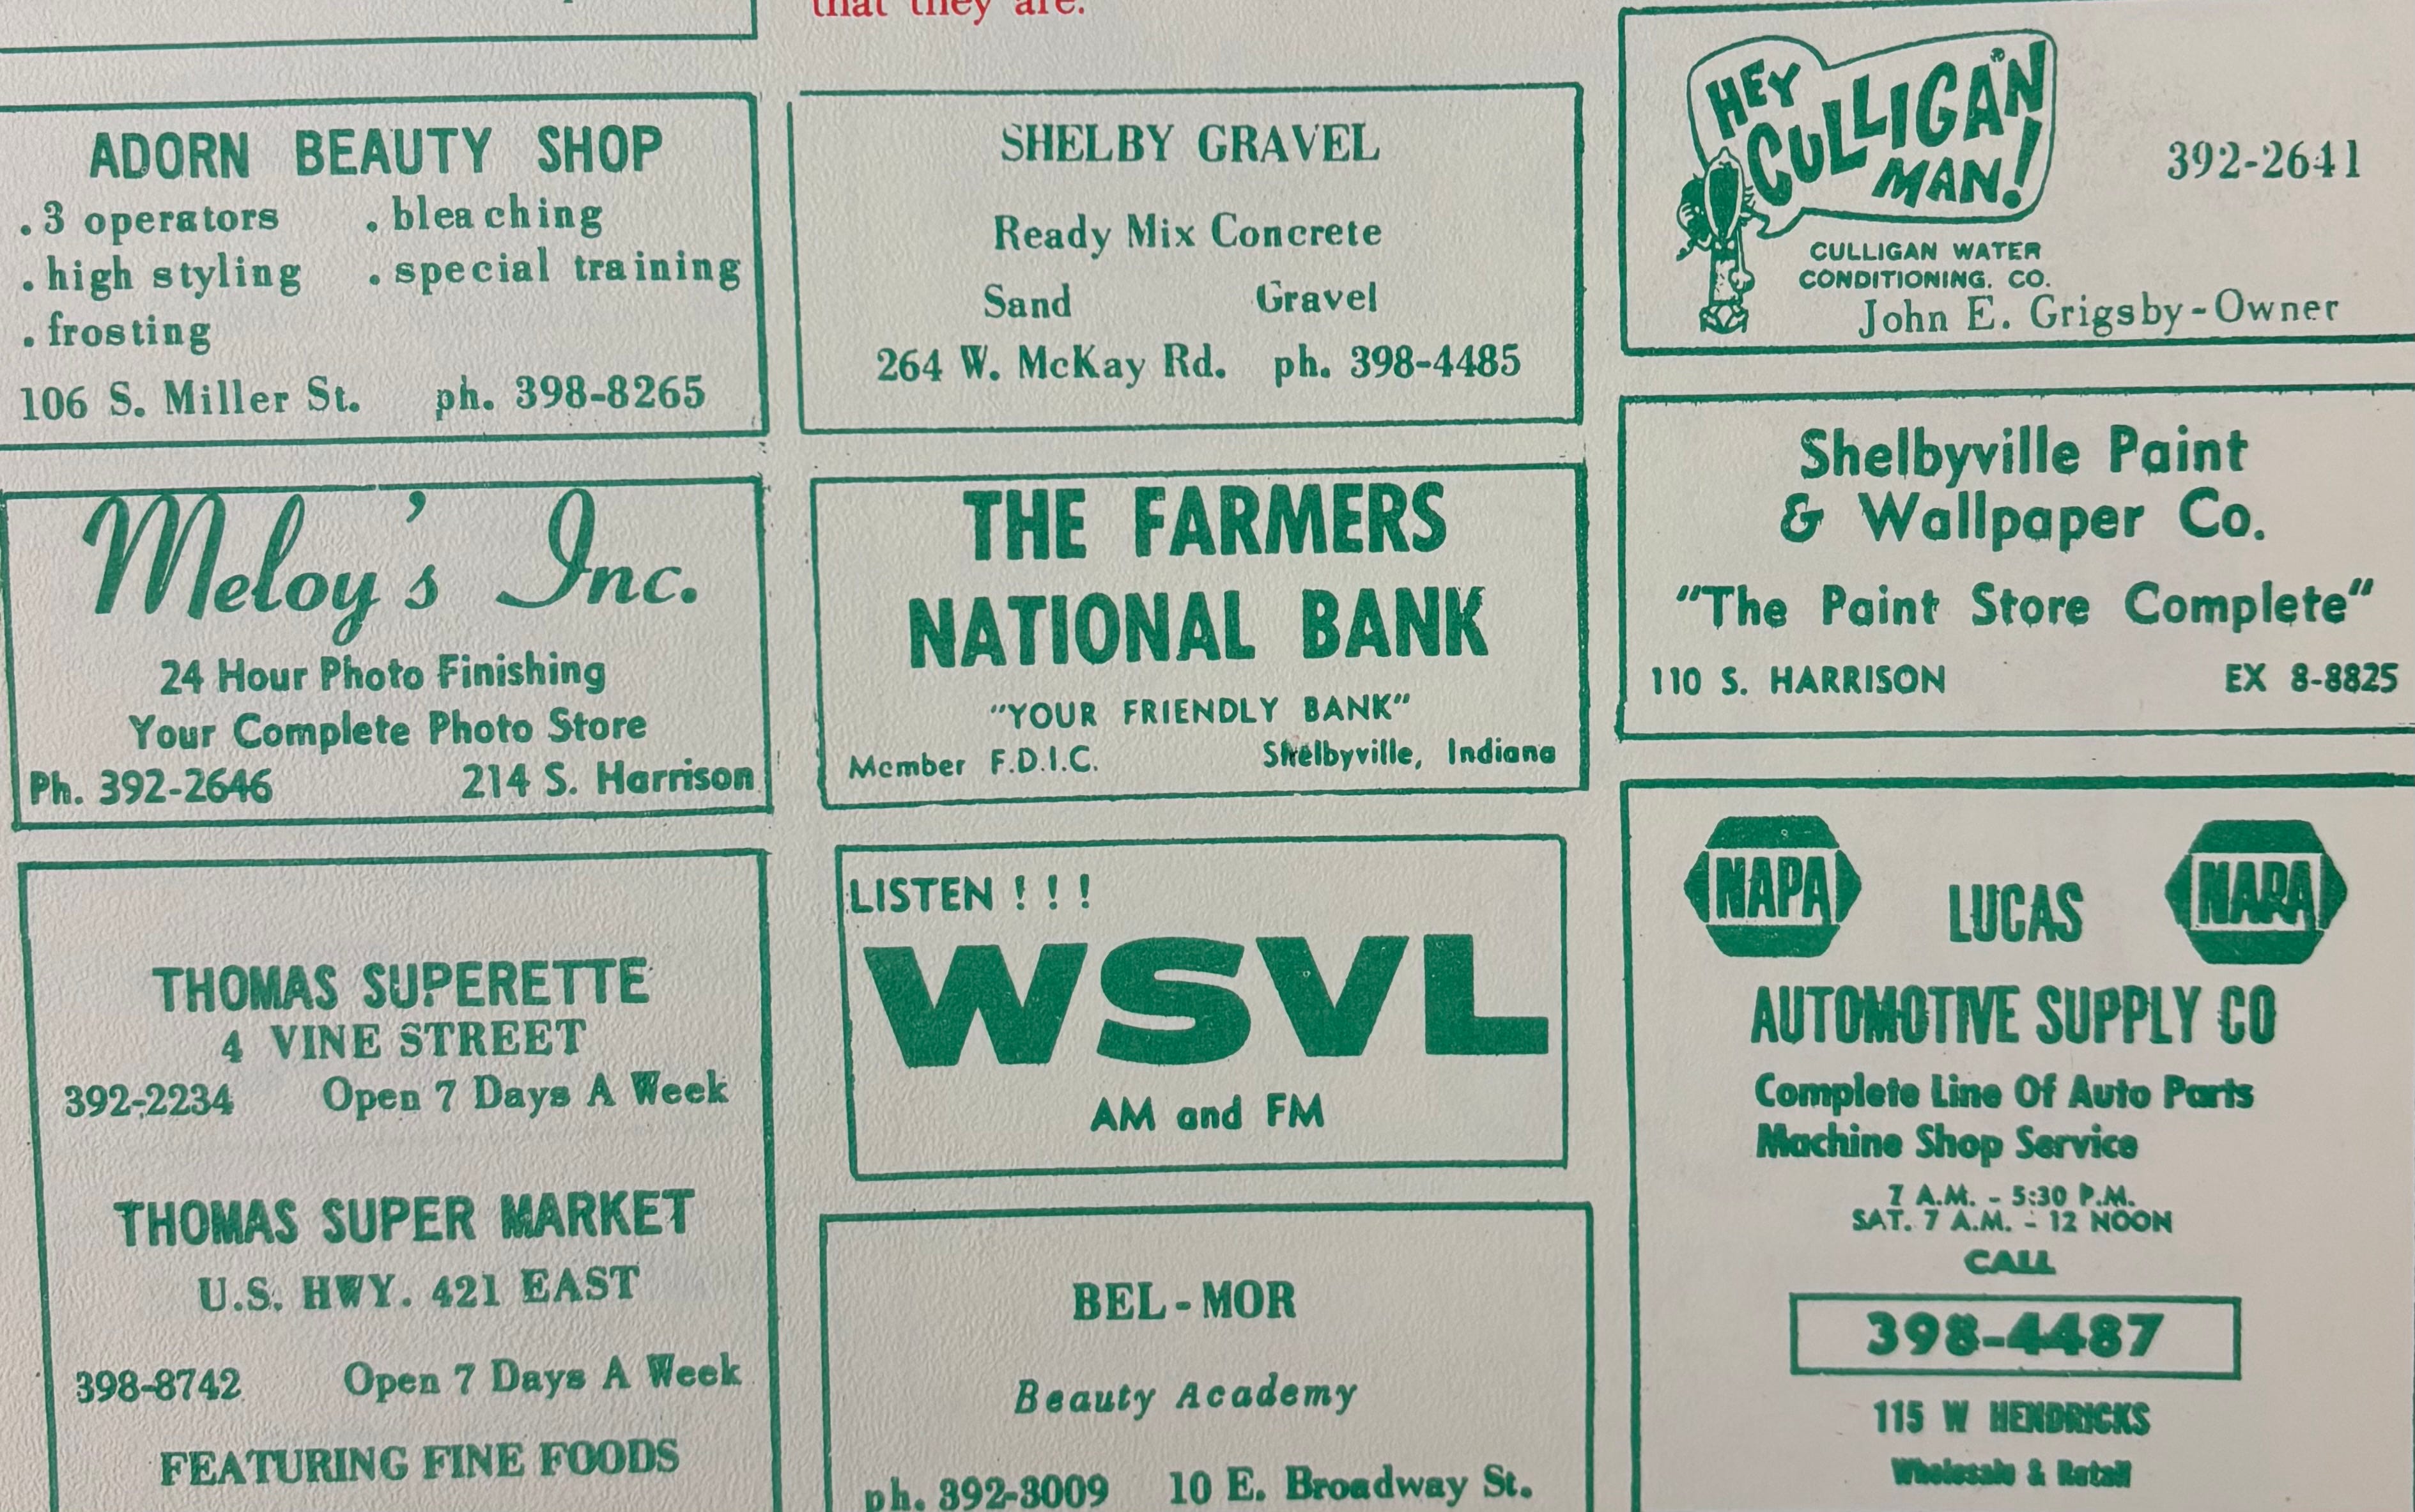 that they are.
ADORN BEAUTY SHOP
. 3 operators . bleaching
. high styling . special training
. frosting
106 S. Miller St. ph. 398-8265
Meloy's Inc.
24 Hour Photo Finishing
Your Complete Photo Store
Ph. 392-2646 214 S. Harrison
THOMAS SUPERETTE
4 VINE STREET
392-2234 Open 7 Days A Week
THOMAS SUPER MARKET
U.S. HWY. 421 EAST
398-8742 Open 7 Days A Week
FEATURING FINE FOODS
SHELBY GRAVEL
Ready Mix Concrete
Sand Gravel
264 W. McKay Rd. ph. 398-4485
THE FARMERS
NATIONAL BANK
"YOUR FRIENDLY BANK"
Member F.D.I.C. Shelbyville, Indiana
LISTEN ! ! !
WSVL
AM and FM
BEL-MOR
Beauty Academy
ph. 392-3009 10 E. Broadway St.
HEY
CULLIGAN®
MAN!
392-2641
CULLIGAN WATER
CONDITIONING. CO.
John E. Grigsby-Owner
Shelbyville Paint
& Wallpaper Co.
"The Paint Store Complete"
110 S. HARRISON EX 8-8825
NAPA LUCAS NAPA
AUTOMOTIVE SUPPLY CO
Complete Line Of Auto Parts
Machine Shop Service
7 A.M. - 5:30 P.M.
SAT. 7 A.M. - 12 NOON
CALL
398-4487
115 W HENDRICKS
Wholesale & Retail